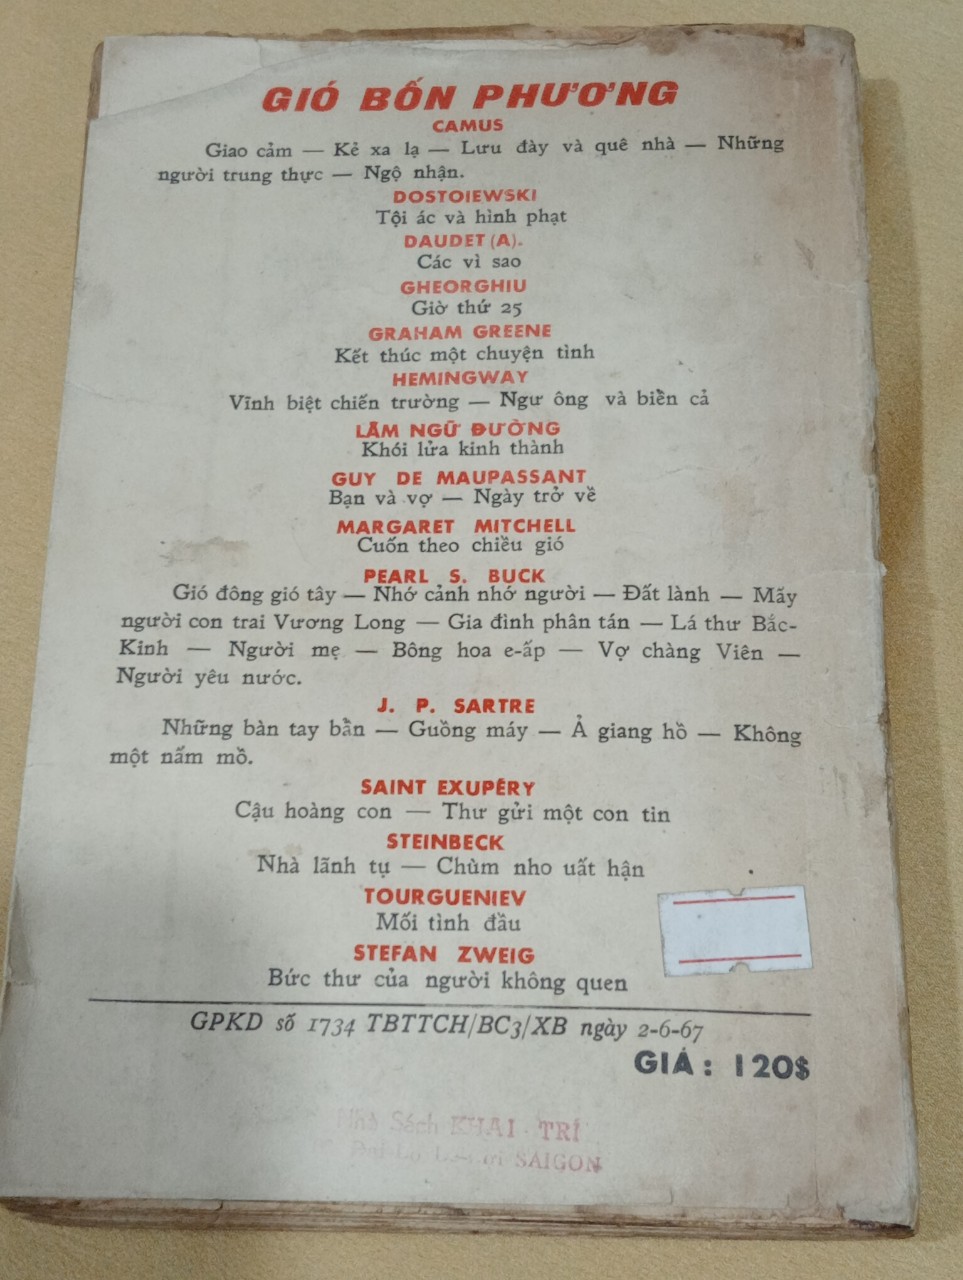 GIÓ BỐN PHƯƠNG
CAMUS
Giao cảm — Kẻ xa lạ — Lưu đày và quê nhà — Những
người trung thực — Ngộ nhận.
DOSTOIEWSKI
Tội ác và hình phạt
DAUDET (A).
Các vì sao
GHEORGHIU
Giờ thứ 25
GRAHAM GREENE
Kết thúc một chuyện tình
HEMINGWAY
Vĩnh biệt chiến trường — Ngư ông và biển cả
LÂM NGỮ ĐƯỜNG
Khói lửa kinh thành
GUY DE MAUPASSANT
Bạn và vợ — Ngày trở về
MARGARET MITCHELL
Cuốn theo chiều gió
PEARL S. BUCK
Gió đông gió tây — Nhớ cảnh nhớ người — Đất lành — Mấy
người con trai Vương Long — Gia đình phân tán — Lá thư Bắc-
Kinh — Người mẹ — Bông hoa e-ấp — Vợ chàng Viên —
Người yêu nước.
J. P. SARTRE
Những bàn tay bẩn — Guồng máy — Ả giang hồ — Không
một nấm mồ.
SAINT EXUPÉRY
Cậu hoàng con — Thư gửi một con tin
STEINBECK
Nhà lãnh tụ — Chùm nho uất hận
TOURGUENIEV
Mối tình đầu
STEFAN ZWEIG
Bức thư của người không quen
GPKD số 1734 TBTTCH/BC3/XB ngày 2-6-67
GIÁ : 120$
Nhà Sách KHAI - TRÍ
SAIGON